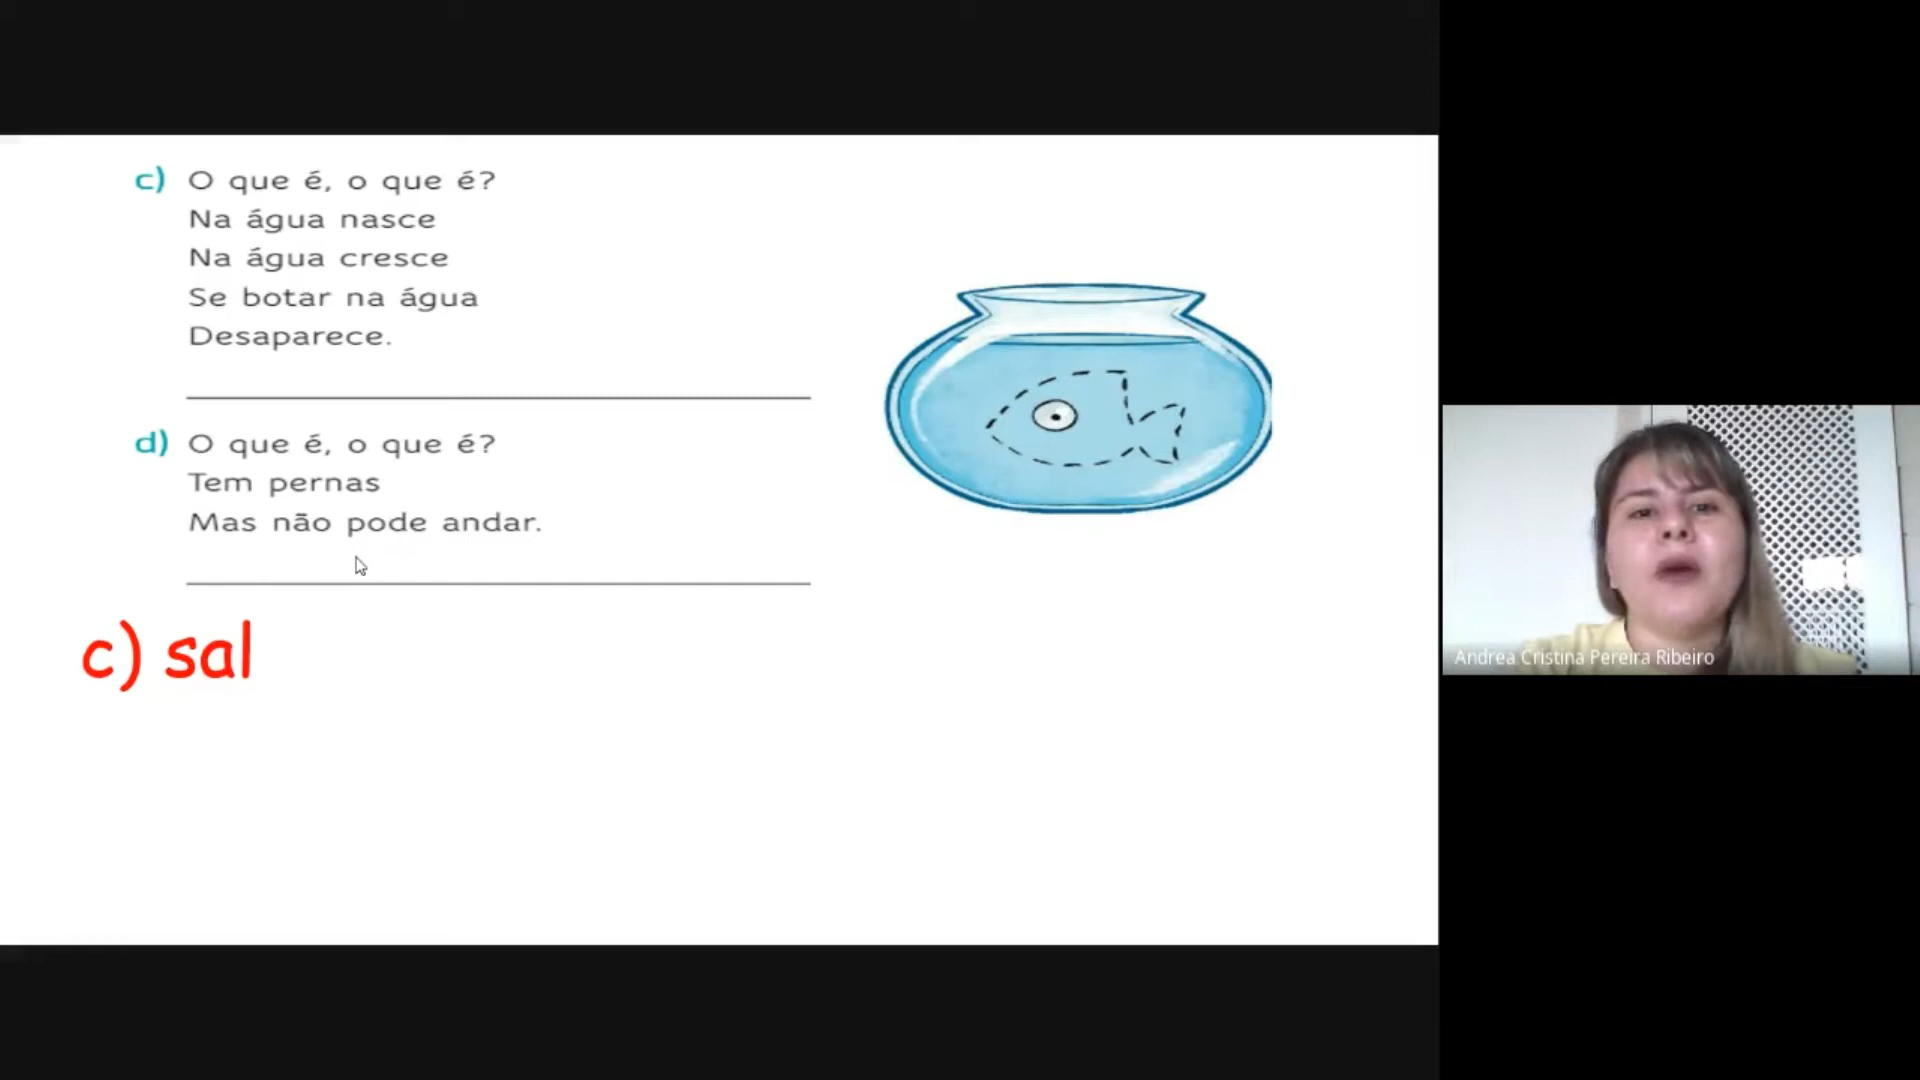 c) O que é, o que é?
Na água nasce
Na água cresce
Se botar na água
Desaparece.
d) O que é, o que é?
Tem pernas
Mas não pode andar.
c) sal
Andrea Cristina Pereira Ribeiro